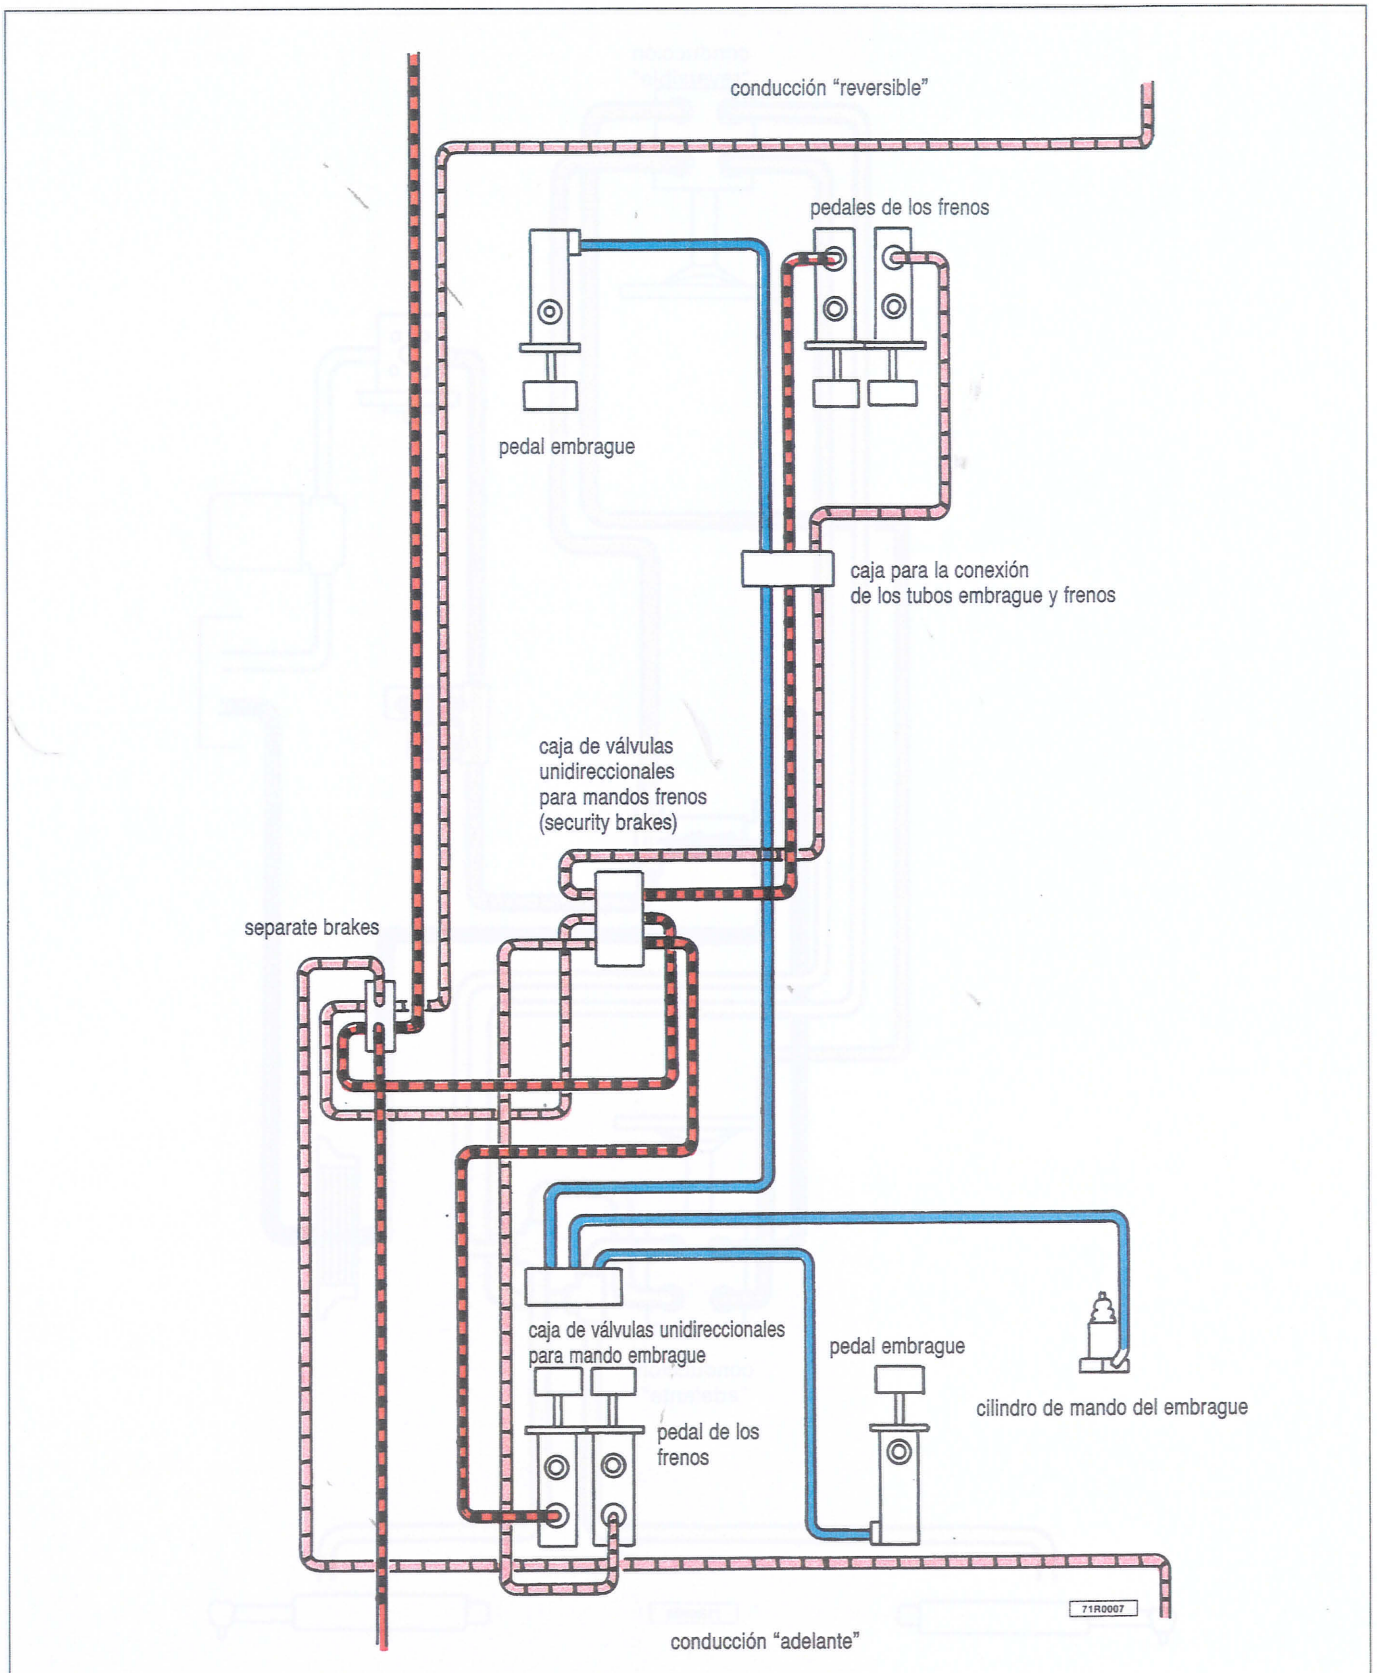 conducción “reversible”
pedales de los frenos
pedal embrague
caja para la conexión
de los tubos embrague y frenos
caja de válvulas
unidireccionales
para mandos frenos
(security brakes)
separate brakes
caja de válvulas unidireccionales
para mando embrague
pedal embrague
cilindro de mando del embrague
pedal de los
frenos
71R0007
conducción “adelante”